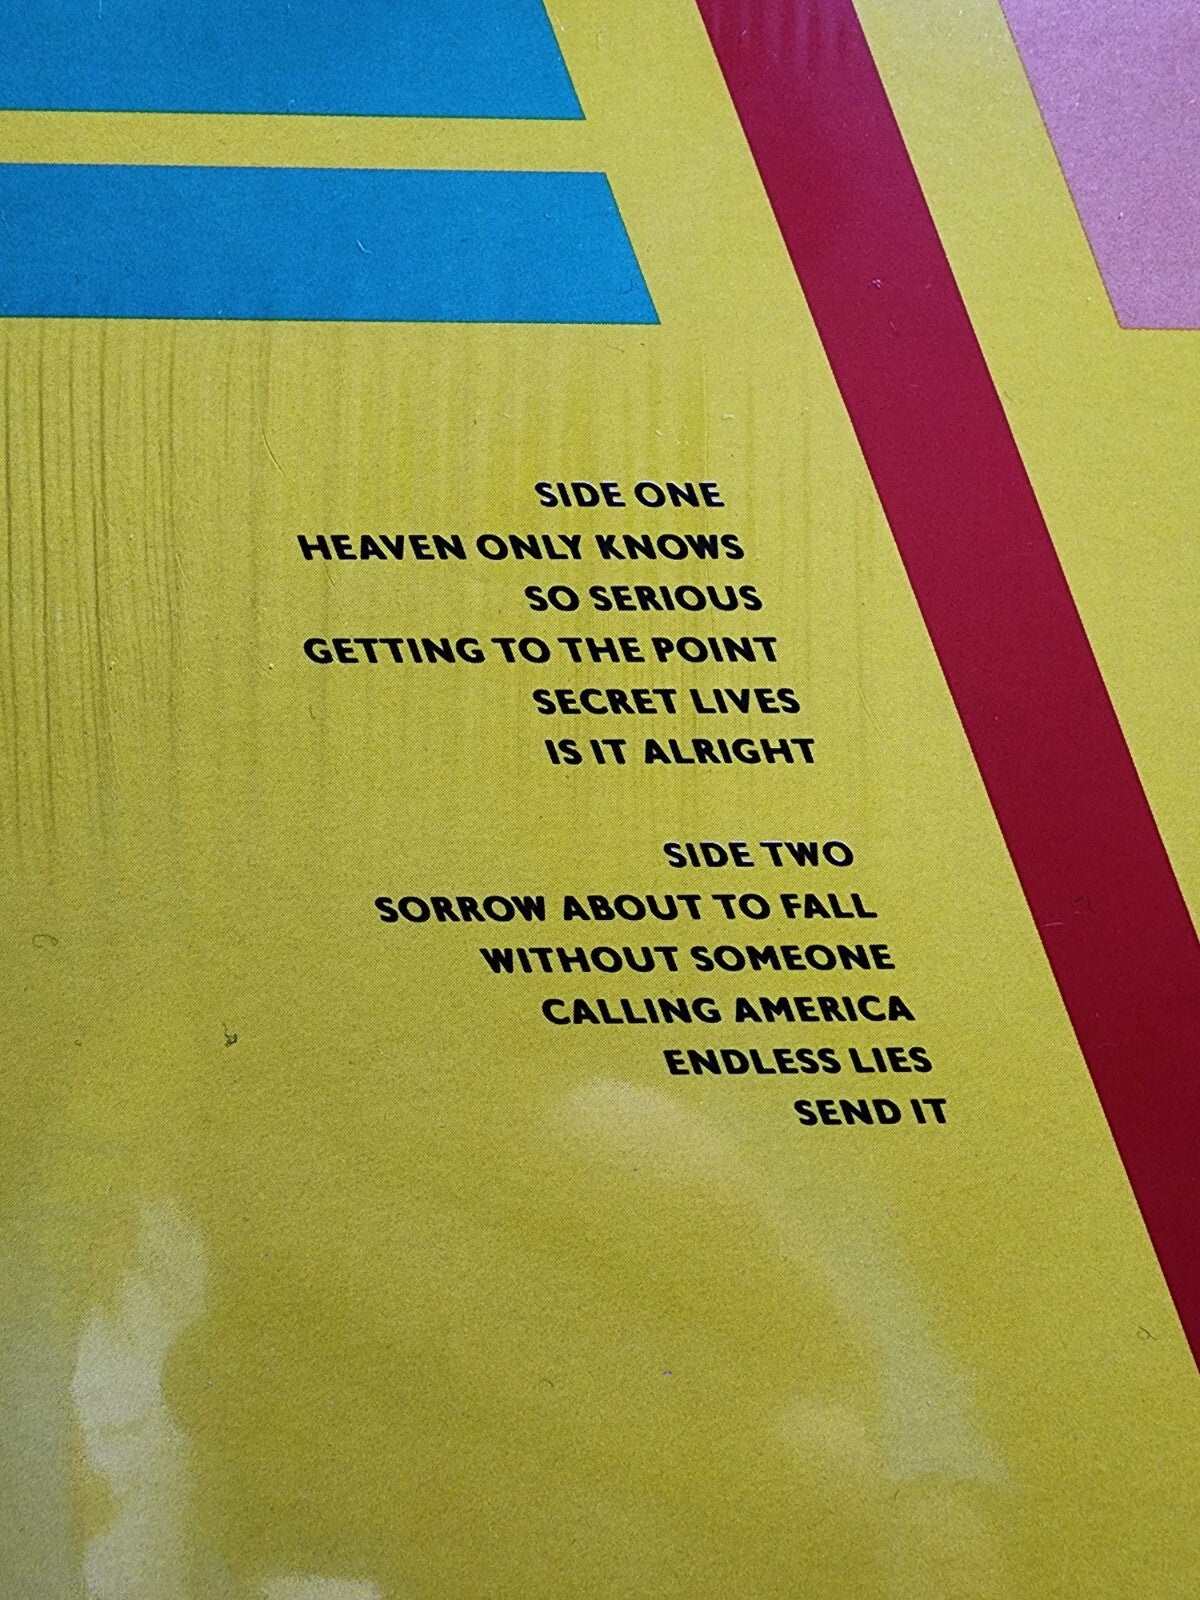 SIDE ONE
HEAVEN ONLY KNOWS
SO SERIOUS
GETTING TO THE POINT
SECRET LIVES
IS IT ALRIGHT
SIDE TWO
SORROW ABOUT TO FALL
WITHOUT SOMEONE
CALLING AMERICA
ENDLESS LIES
SEND IT